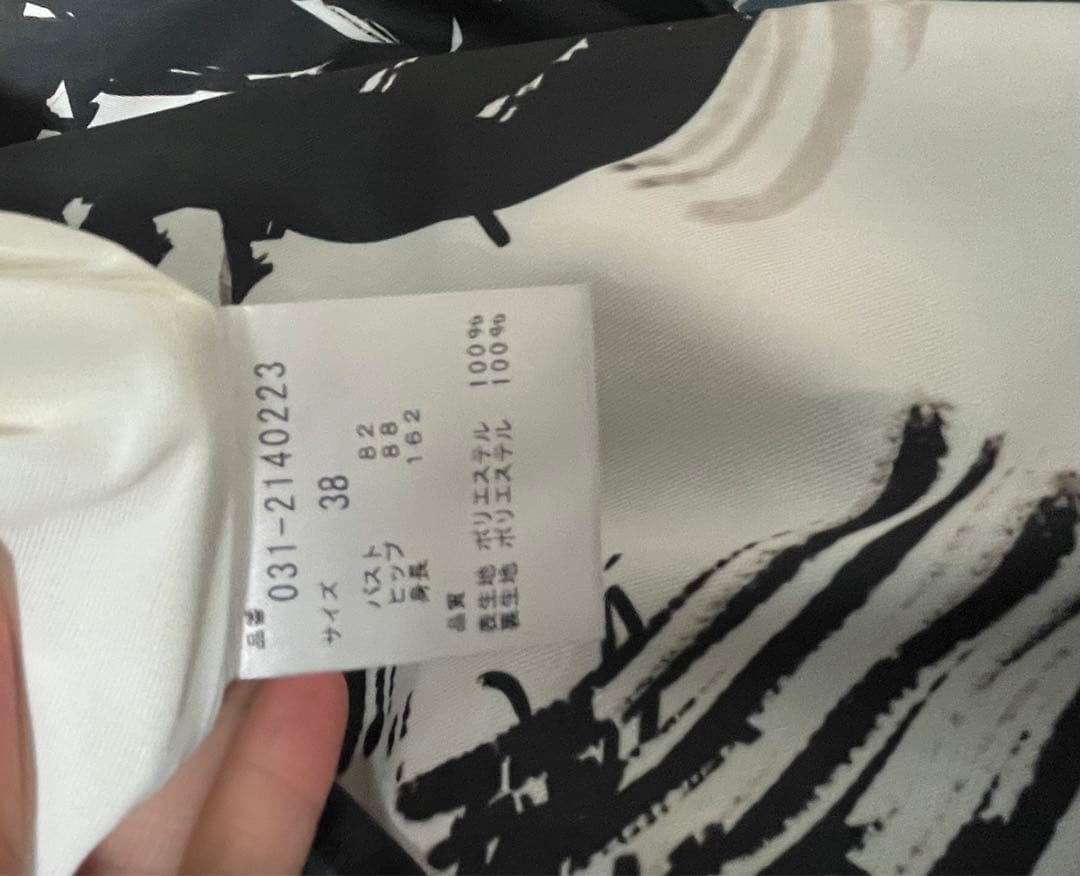 品番
031-2140223
サイズ 38
バスト 82
ヒップ 88
身長 162
品質
表生地 ポリエステル 100%
裏生地 ポリエステル 100%